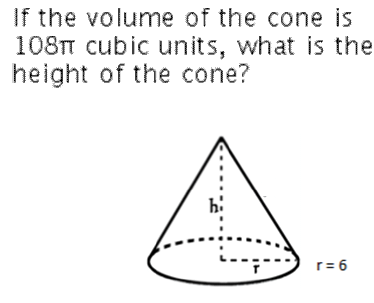 If the volume of the cone is
108π cubic units, what is the
height of the cone?
h
r
r = 6